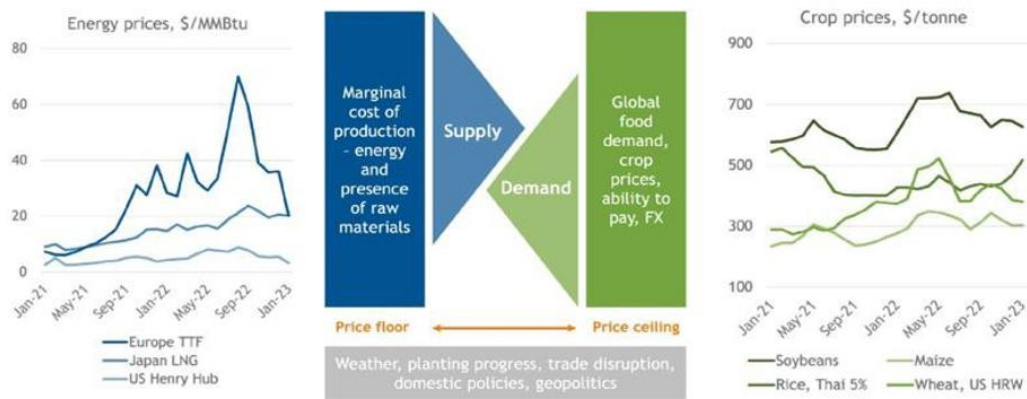 Energy prices, $/MMBtu
80
60
40
20
0
Jan-21
May-21
Sep-21
Jan-22
May-22
Sep-22
Jan-23
Europe TTF
Japan LNG
US Henry Hub
Marginal
cost of
production
– energy
and
presence
of raw
materials
Supply
Demand
Global
food
demand,
crop
prices,
ability to
pay, FX
Price floor
Price ceiling
Weather, planting progress, trade disruption,
domestic policies, geopolitics
Crop prices, $/tonne
900
700
500
300
100
Jan-21
May-21
Sep-21
Jan-22
May-22
Sep-22
Jan-23
Soybeans
Maize
Rice, Thai 5%
Wheat, US HRW